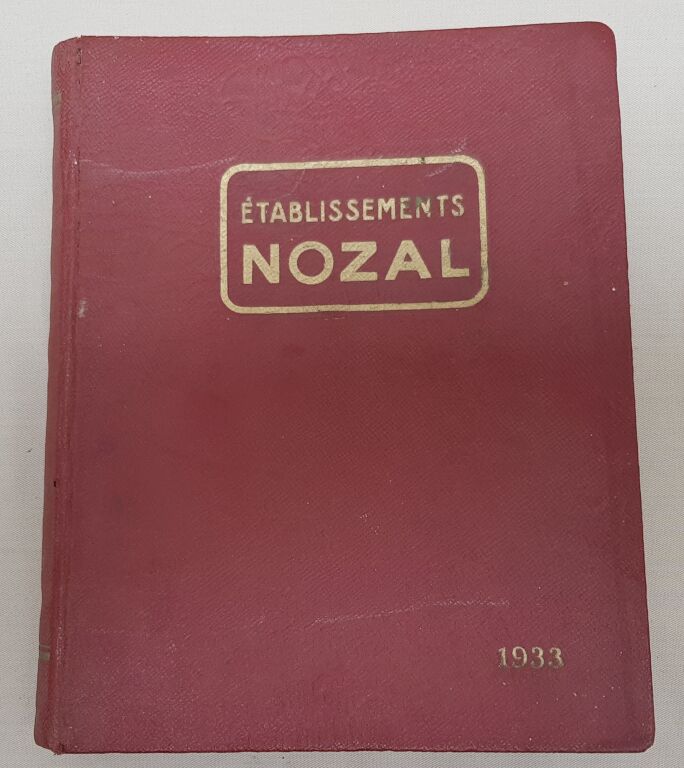 ÉTABLISSEMENTS
NOZAL
1933